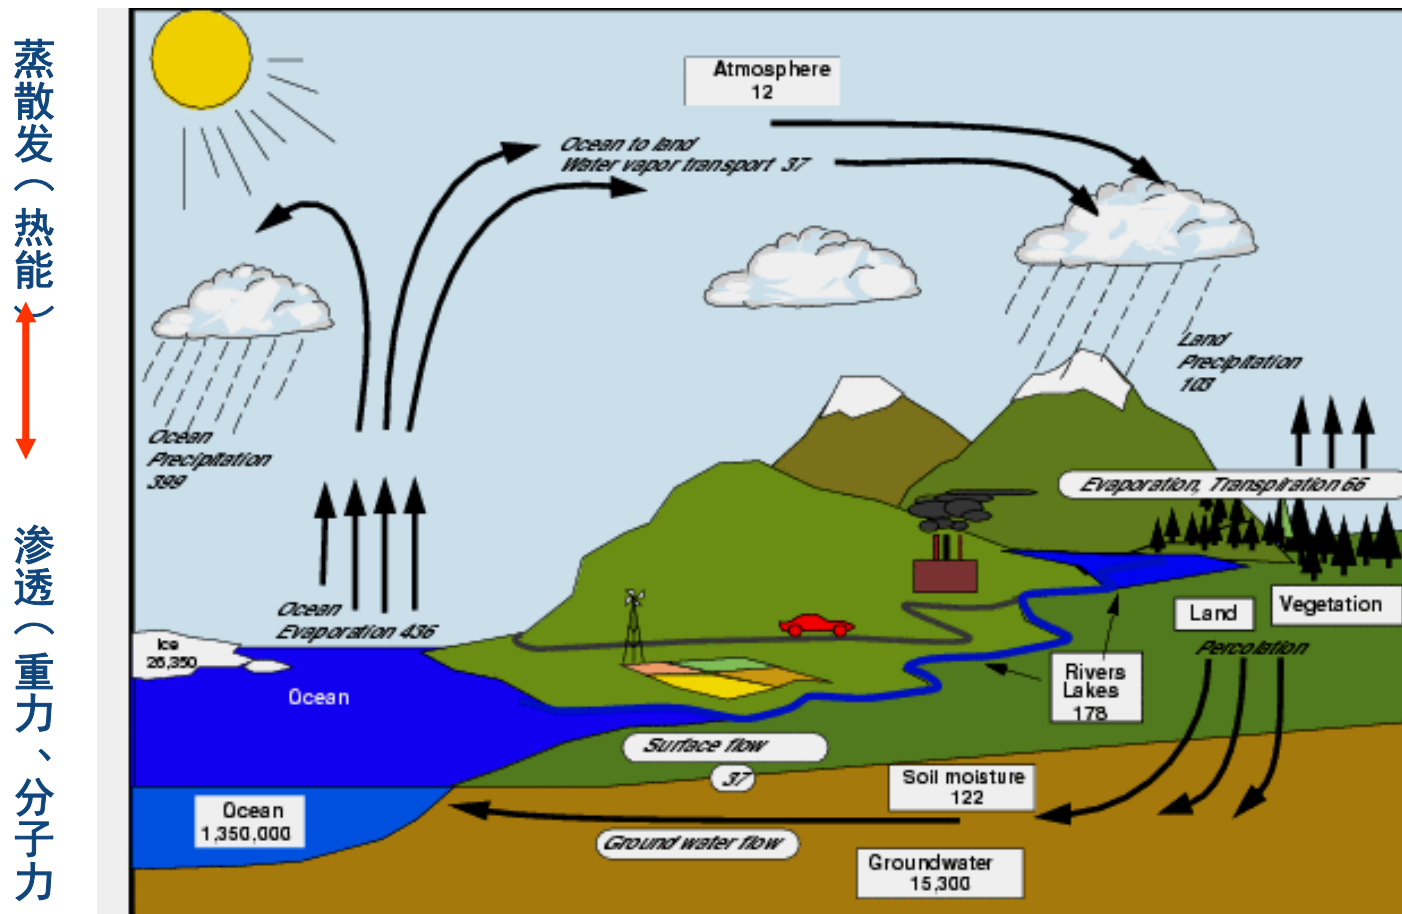 蒸散发（热能）
渗透（重力、分子力
Atmosphere
12
Ocean to land
Water vapor transport 37
Land
Precipitation
103
Ocean
Precipitation
399
Evaporation, Transpiration 66
Ocean
Evaporation 436
Ice
26,350
Ocean
Land
Vegetation
Percolation
Rivers
Lakes
178
Surface flow
37
Soil moisture
122
Ocean
1,350,000
Ground water flow
Groundwater
15,300